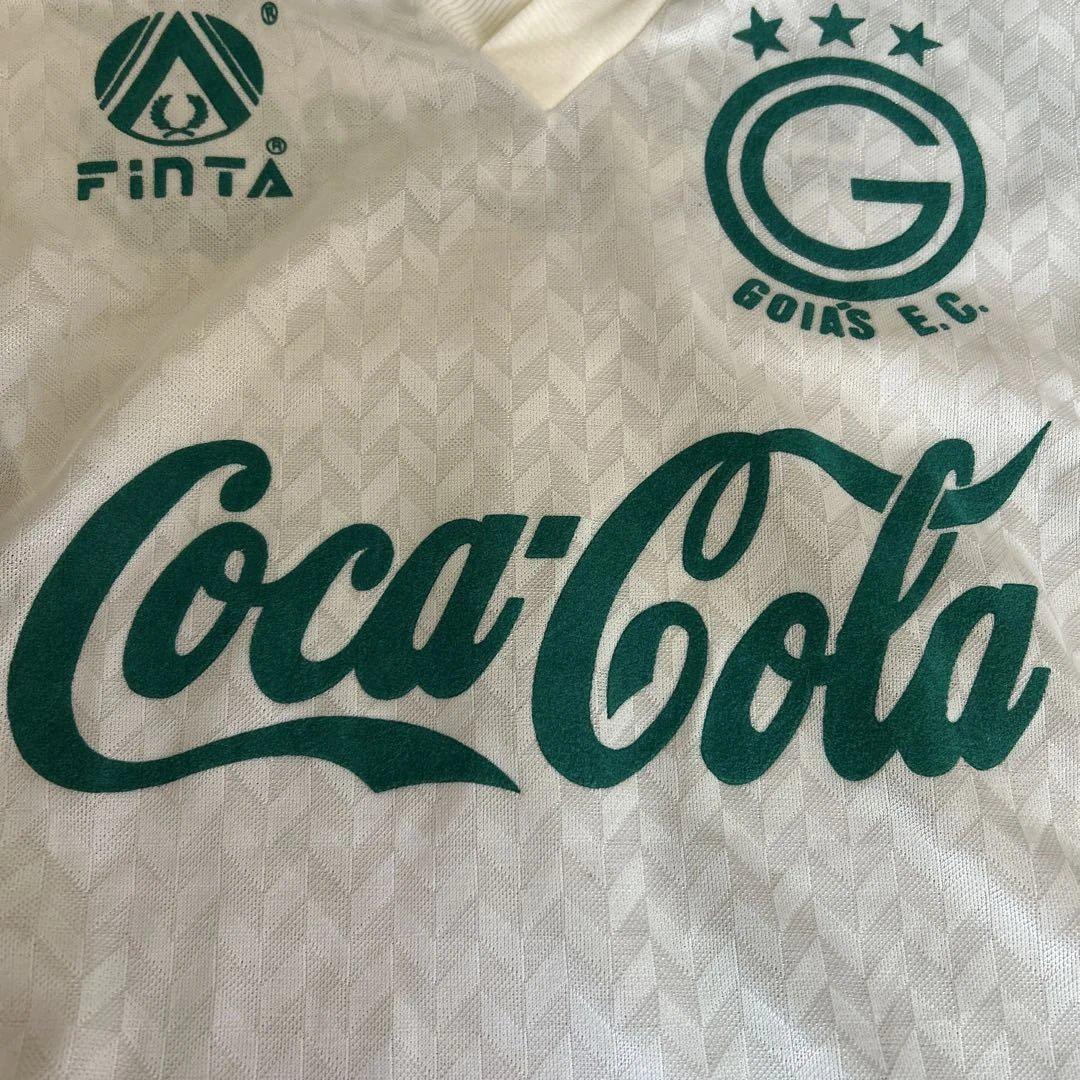 ®
FiNTA®
G
GOIÁS E.C.
Coca-Cola